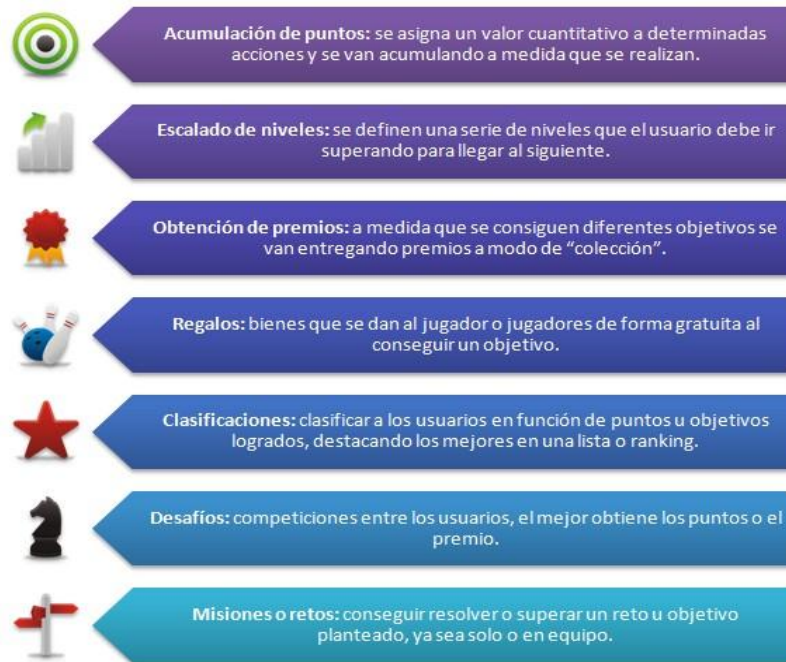 Acumulación de puntos: se asigna un valor cuantitativo a determinadas
acciones y se van acumulando a medida que se realizan.
Escalado de niveles: se definen una serie de niveles que el usuario debe ir
superando para llegar al siguiente.
Obtención de premios: a medida que se consiguen diferentes objetivos se
van entregando premios a modo de “colección”.
Regalos: bienes que se dan al jugador o jugadores de forma gratuita al
conseguir un objetivo.
Clasificaciones: clasificar a los usuarios en función de puntos u objetivos
logrados, destacando los mejores en una lista o ranking.
Desafíos: competiciones entre los usuarios, el mejor obtiene los puntos o el
premio.
Misiones o retos: conseguir resolver o superar un reto u objetivo
planteado, ya sea solo o en equipo.